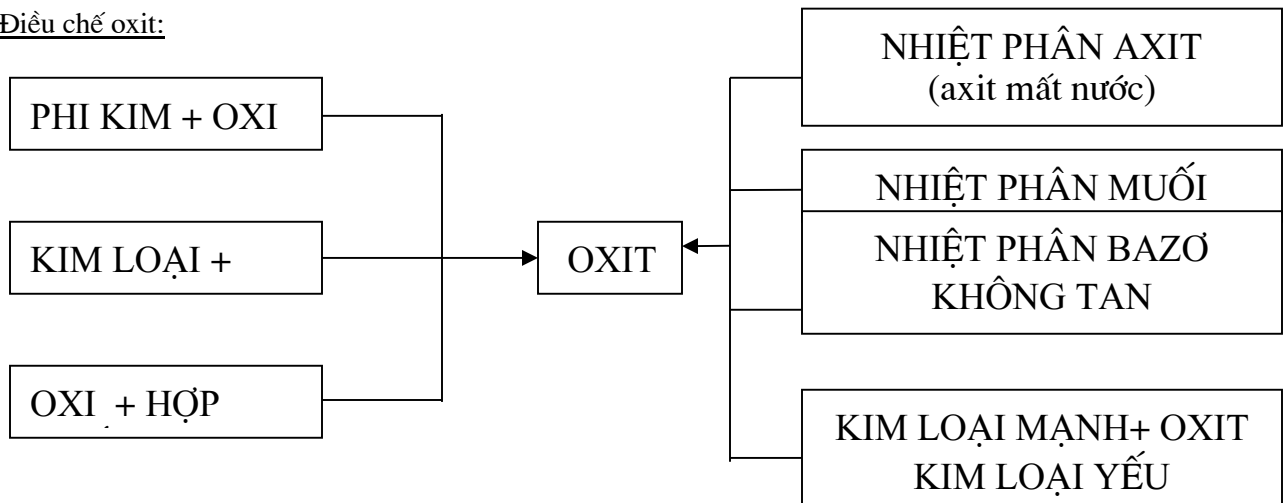 Điều chế oxit:
PHI KIM + OXI
KIM LOẠI +
OXI + HỢP
OXIT
NHIỆT PHÂN AXIT
(axit mất nước)
NHIỆT PHÂN MUỐI
NHIỆT PHÂN BAZƠ
KHÔNG TAN
KIM LOẠI MẠNH+ OXIT
KIM LOẠI YẾU